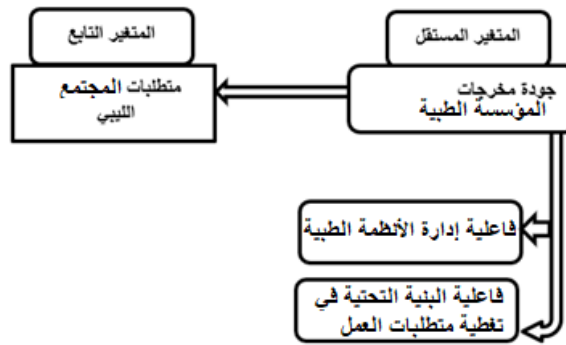 المتغير المستقل
المتغير التابع
جودة مخرجات
المؤسسة الطبية
متطلبات المجتمع
الليبي
فاعلية إدارة الأنظمة الطبية
فاعلية البنية التحتية في
تغطية متطلبات العمل